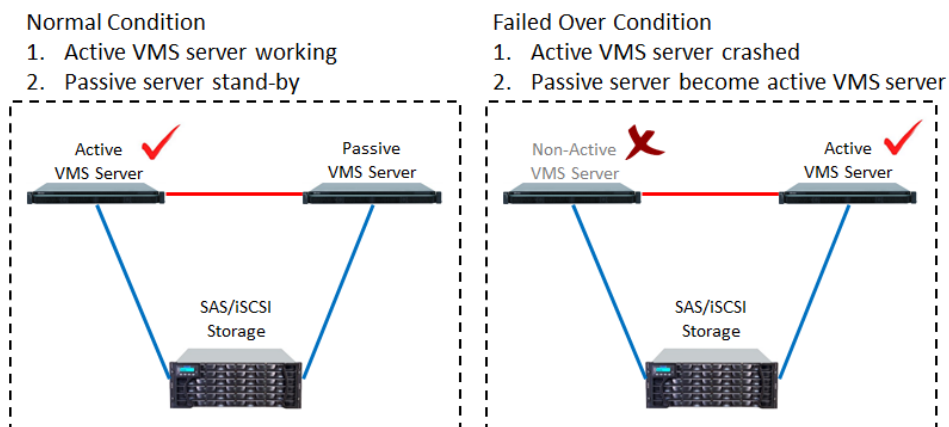 Normal Condition
1. Active VMS server working
2. Passive server stand-by
Active
VMS Server
Passive
VMS Server
SAS/iSCSI
Storage
Failed Over Condition
1. Active VMS server crashed
2. Passive server become active VMS server
Non-Active
VMS Server
Active
VMS Server
SAS/iSCSI
Storage